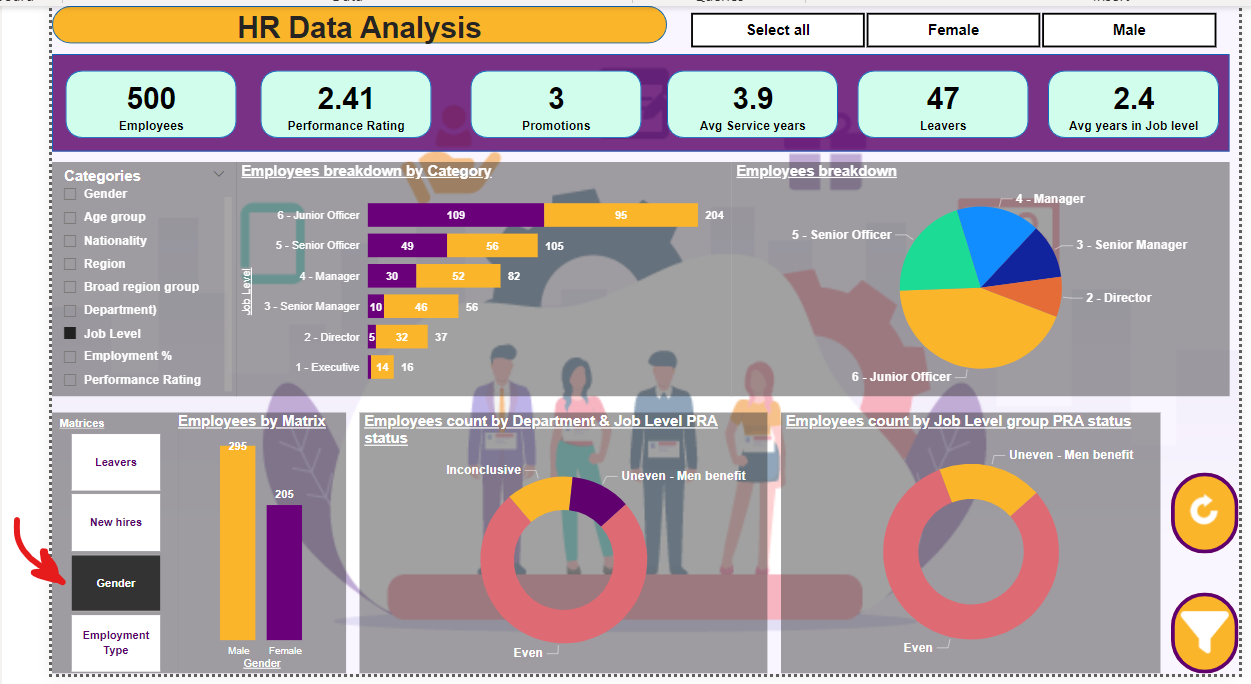 HR Data Analysis
Select all
Female
Male
500
Employees
2.41
Performance Rating
3
Promotions
3.9
Avg Service years
47
Leavers
2.4
Avg years in Job level
Categories
Gender
Age group
Nationality
Region
Broad region group
Department)
Job Level
Employment %
Performance Rating
Employees breakdown by Category
Job Level
6 - Junior Officer 109 95 204
5 - Senior Officer 49 56 105
4 - Manager 30 52 82
3 - Senior Manager 10 46 56
2 - Director 5 32 37
1 - Executive 14 16
Employees breakdown
4 - Manager
5 - Senior Officer
3 - Senior Manager
2 - Director
6 - Junior Officer
Matrices
Leavers
New hires
Gender
Employment
Type
Employees by Matrix
295
205
Male
Female
Gender
Employees count by Department & Job Level PRA
status
Inconclusive
Uneven - Men benefit
Even
Employees count by Job Level group PRA status
Uneven - Men benefit
Even